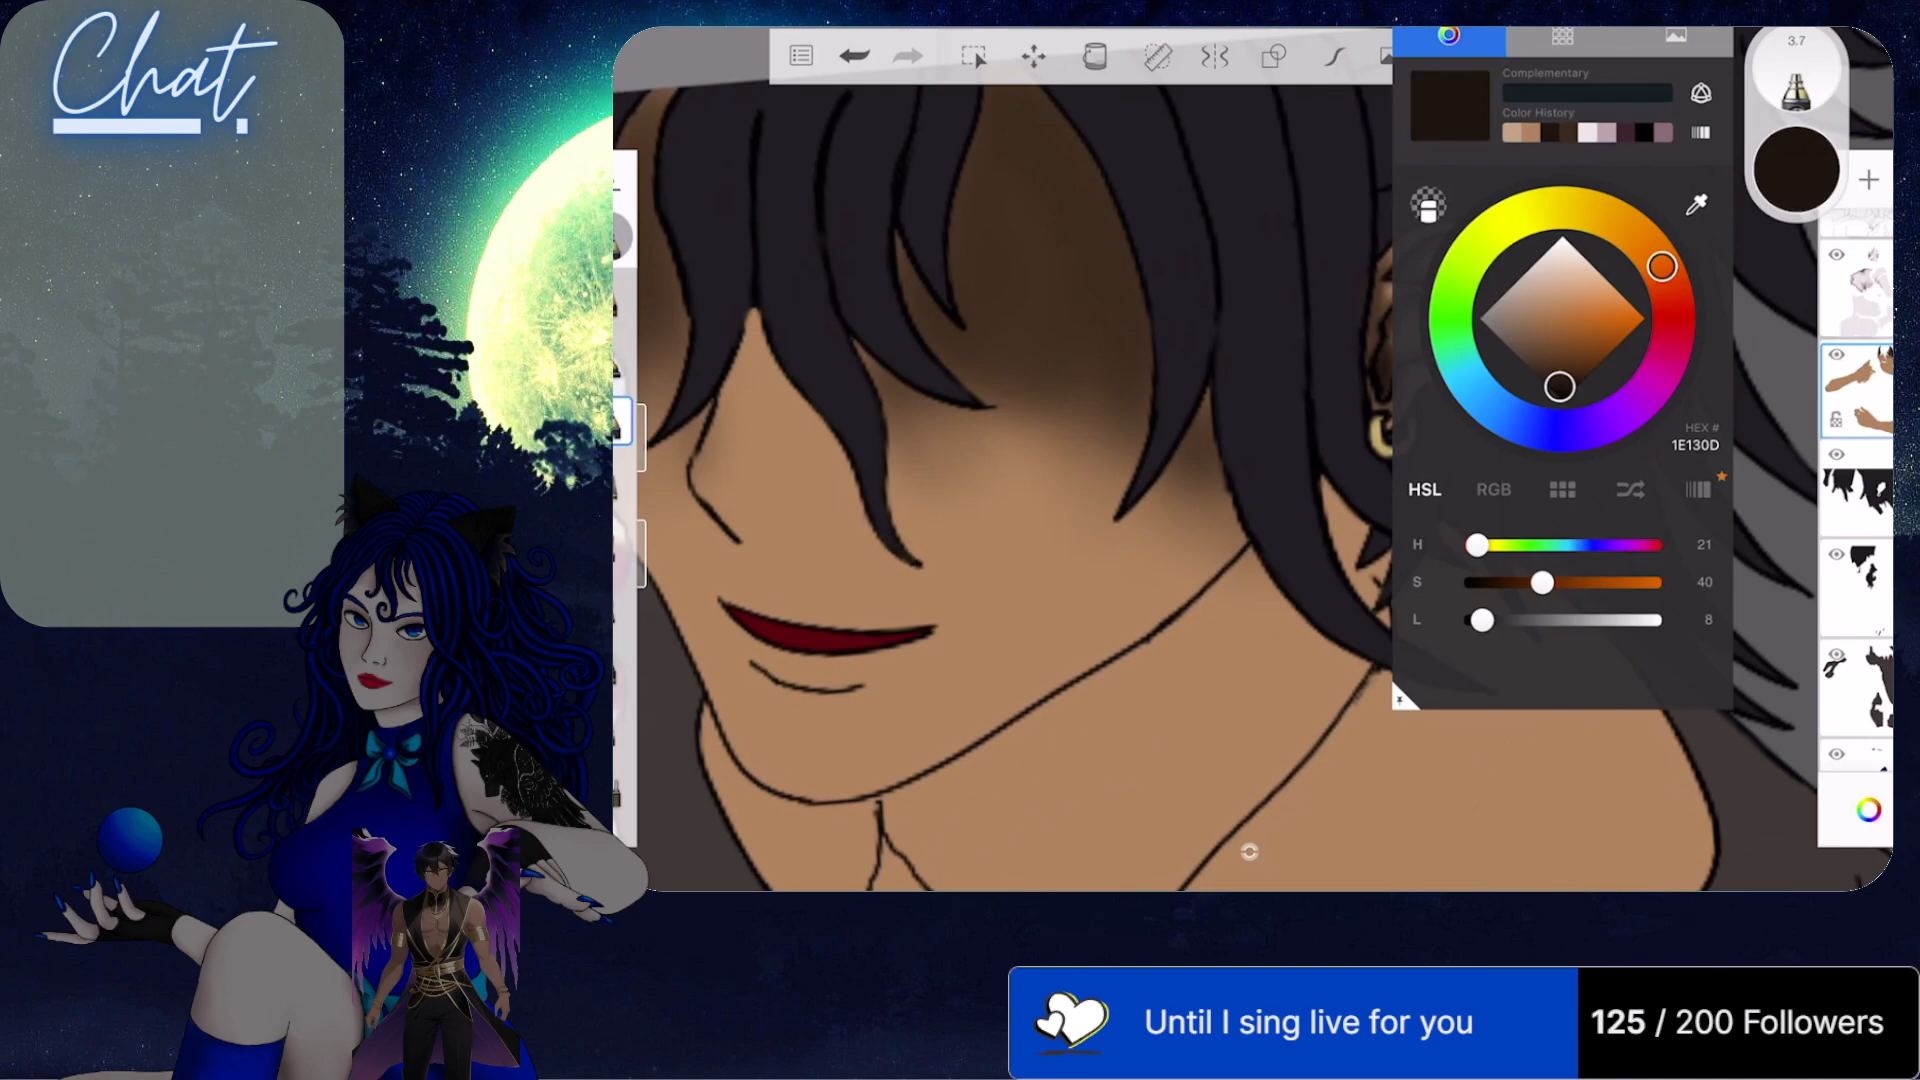 Chat
3.7
Complementary
Color History
HEX #
1E130D
HSL RGB
H 21
S 40
L 8
Until I sing live for you
125 / 200 Followers